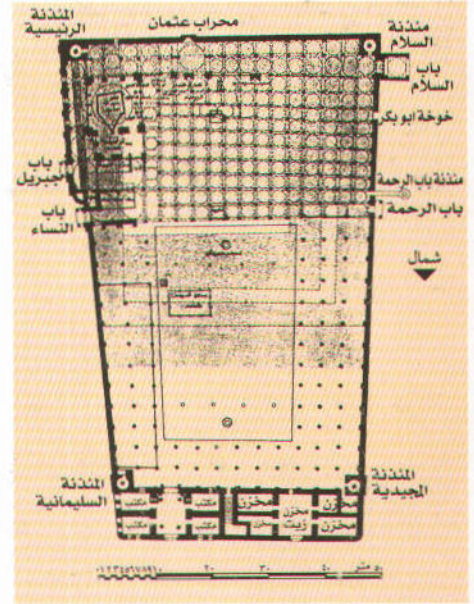 المئذنة
الرئيسية
محراب عثمان
مئذنة
السلام
باب
السلام
خوخة ابو بكر
باب
جبريل
مئذنة باب الرحمة
باب الرحمة
باب
النساء
شمال
المئذنة
السليمانية
المئذنة
المجيدية
مكتب
مكتب
مخزن
مخزن
مخزن
مكتب
مكتب
مخزن
زيت
مخزن
٠١٢٣٤٥٦٧٨٩١٠ ٢٠ ٣٠ ٤٠ ٥٠ متر